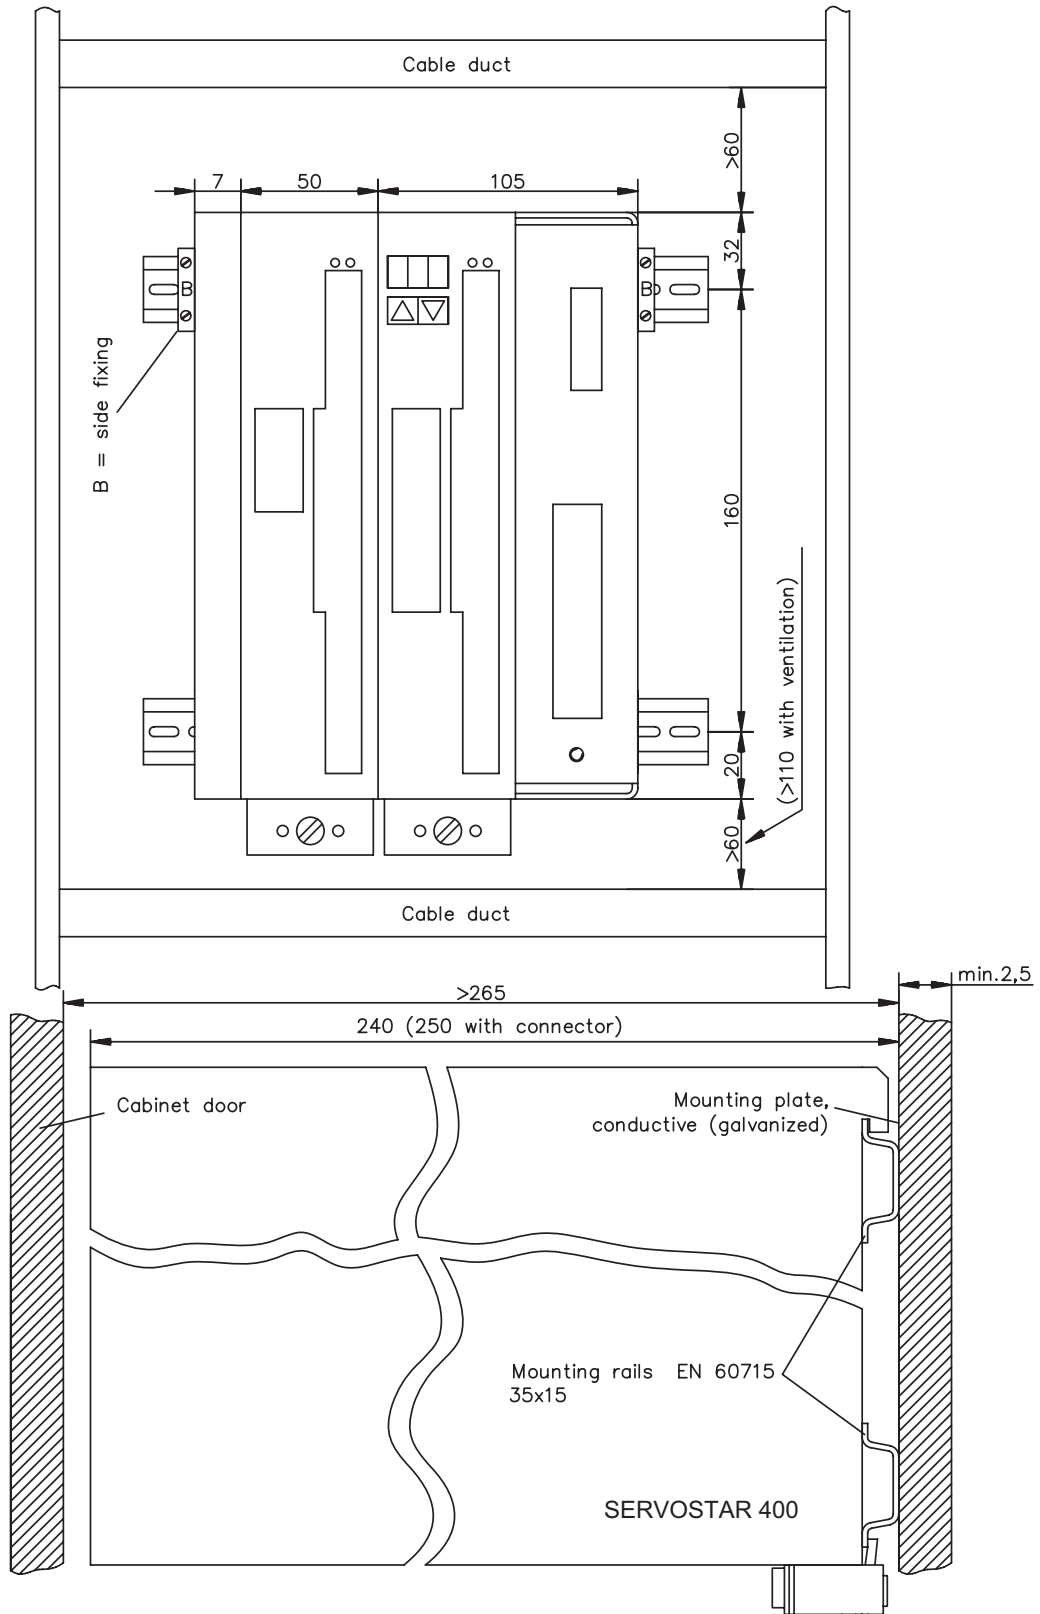 Cable duct
>60
7
50
105
32
B
B
B = side fixing
160
(>110 with ventilation)
20
>60
Cable duct
min.2,5
>265
240 (250 with connector)
Cabinet door
Mounting plate,
conductive (galvanized)
Mounting rails EN 60715
35x15
SERVOSTAR 400